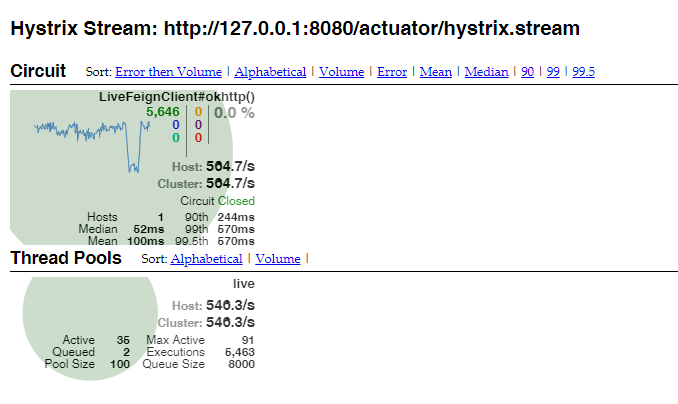 Hystrix Stream: http://127.0.0.1:8080/actuator/hystrix.stream
Circuit Sort: Error then Volume | Alphabetical | Volume | Error | Mean | Median | 90 | 99 | 99.5
LiveFeignClient#okhttp()
5,646 0 0.0 %
0 0
0 0
Host: 564.7/s
Cluster: 564.7/s
Circuit Closed
Hosts 1 90th 244ms
Median 52ms 99th 570ms
Mean 100ms 99.5th 570ms
Thread Pools Sort: Alphabetical | Volume |
live
Host: 546.3/s
Cluster: 546.3/s
Active 35 Max Active 91
Queued 2 Executions 5,463
Pool Size 100 Queue Size 8000